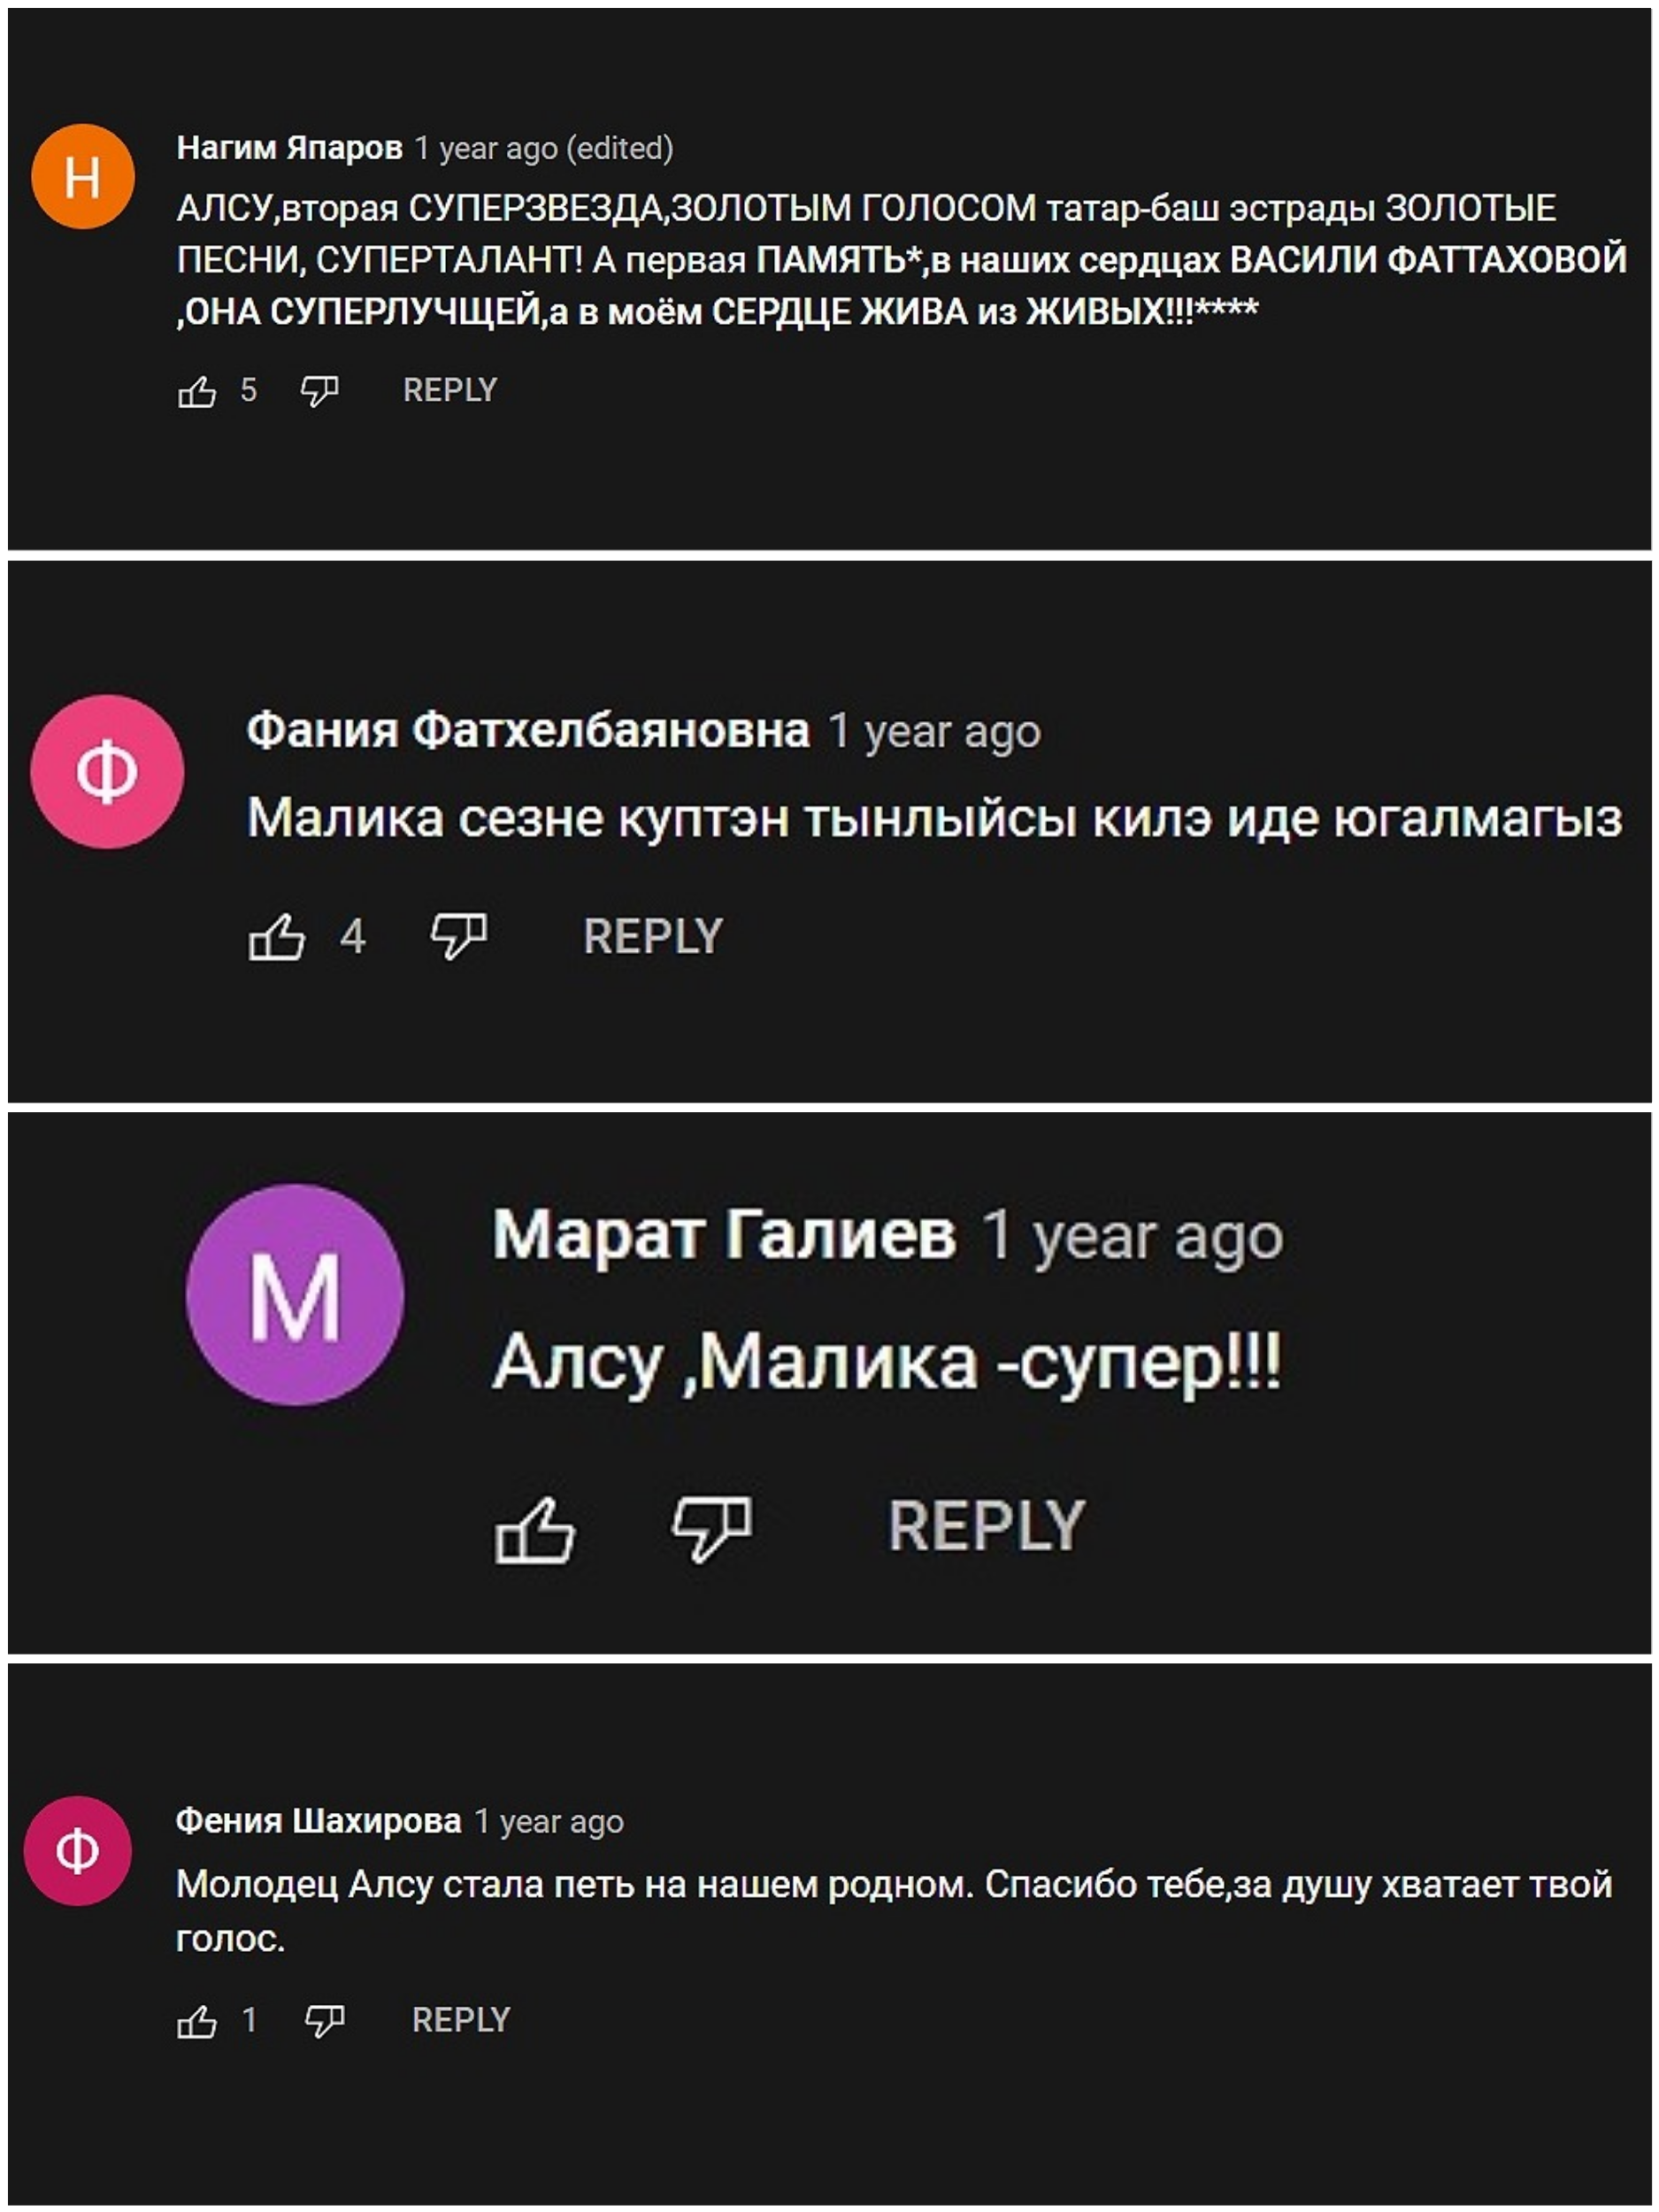 Н
Нагим Япаров 1 year ago (edited)
АЛСУ,вторая СУПЕРЗВЕЗДА,ЗОЛОТЫМ ГОЛОСОМ татар-баш эстрады ЗОЛОТЫЕ
ПЕСНИ, СУПЕРТАЛАНТ! А первая ПАМЯТЬ*,в наших сердцах ВАСИЛИ ФАТТАХОВОЙ
,ОНА СУПЕРЛУЧЩЕЙ,а в моём СЕРДЦЕ ЖИВА из ЖИВЫХ!!!****
5 REPLY
Ф
Фания Фатхелбаяновна 1 year ago
Малика сезне куптэн тынлыйсы килэ иде югалмагыз
4 REPLY
М
Марат Галиев 1 year ago
Алсу ,Малика -супер!!!
REPLY
Ф
Фения Шахирова 1 year ago
Молодец Алсу стала петь на нашем родном. Спасибо тебе,за душу хватает твой
голос.
1 REPLY